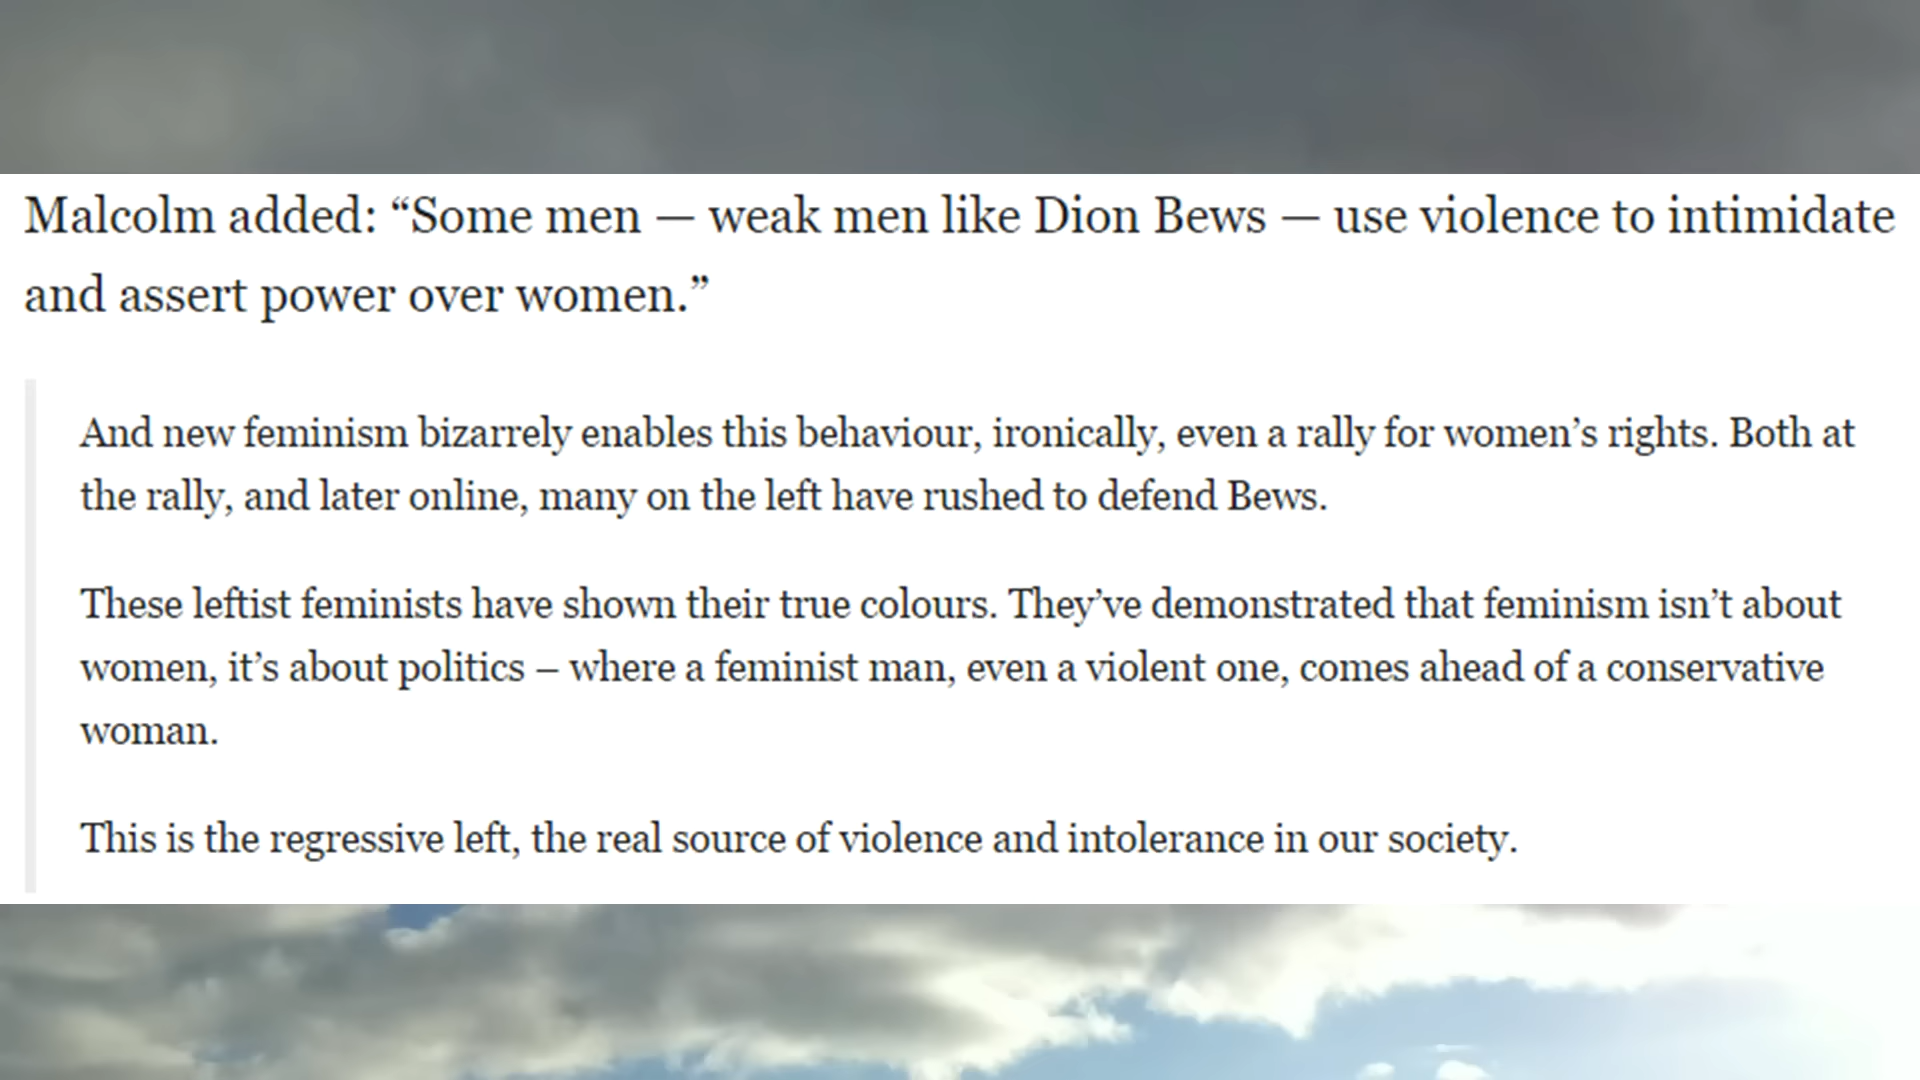 Malcolm added: “Some men — weak men like Dion Bews — use violence to intimidate
and assert power over women.”
And new feminism bizarrely enables this behaviour, ironically, even a rally for women’s rights. Both at
the rally, and later online, many on the left have rushed to defend Bews.
These leftist feminists have shown their true colours. They’ve demonstrated that feminism isn’t about
women, it’s about politics – where a feminist man, even a violent one, comes ahead of a conservative
woman.
This is the regressive left, the real source of violence and intolerance in our society.